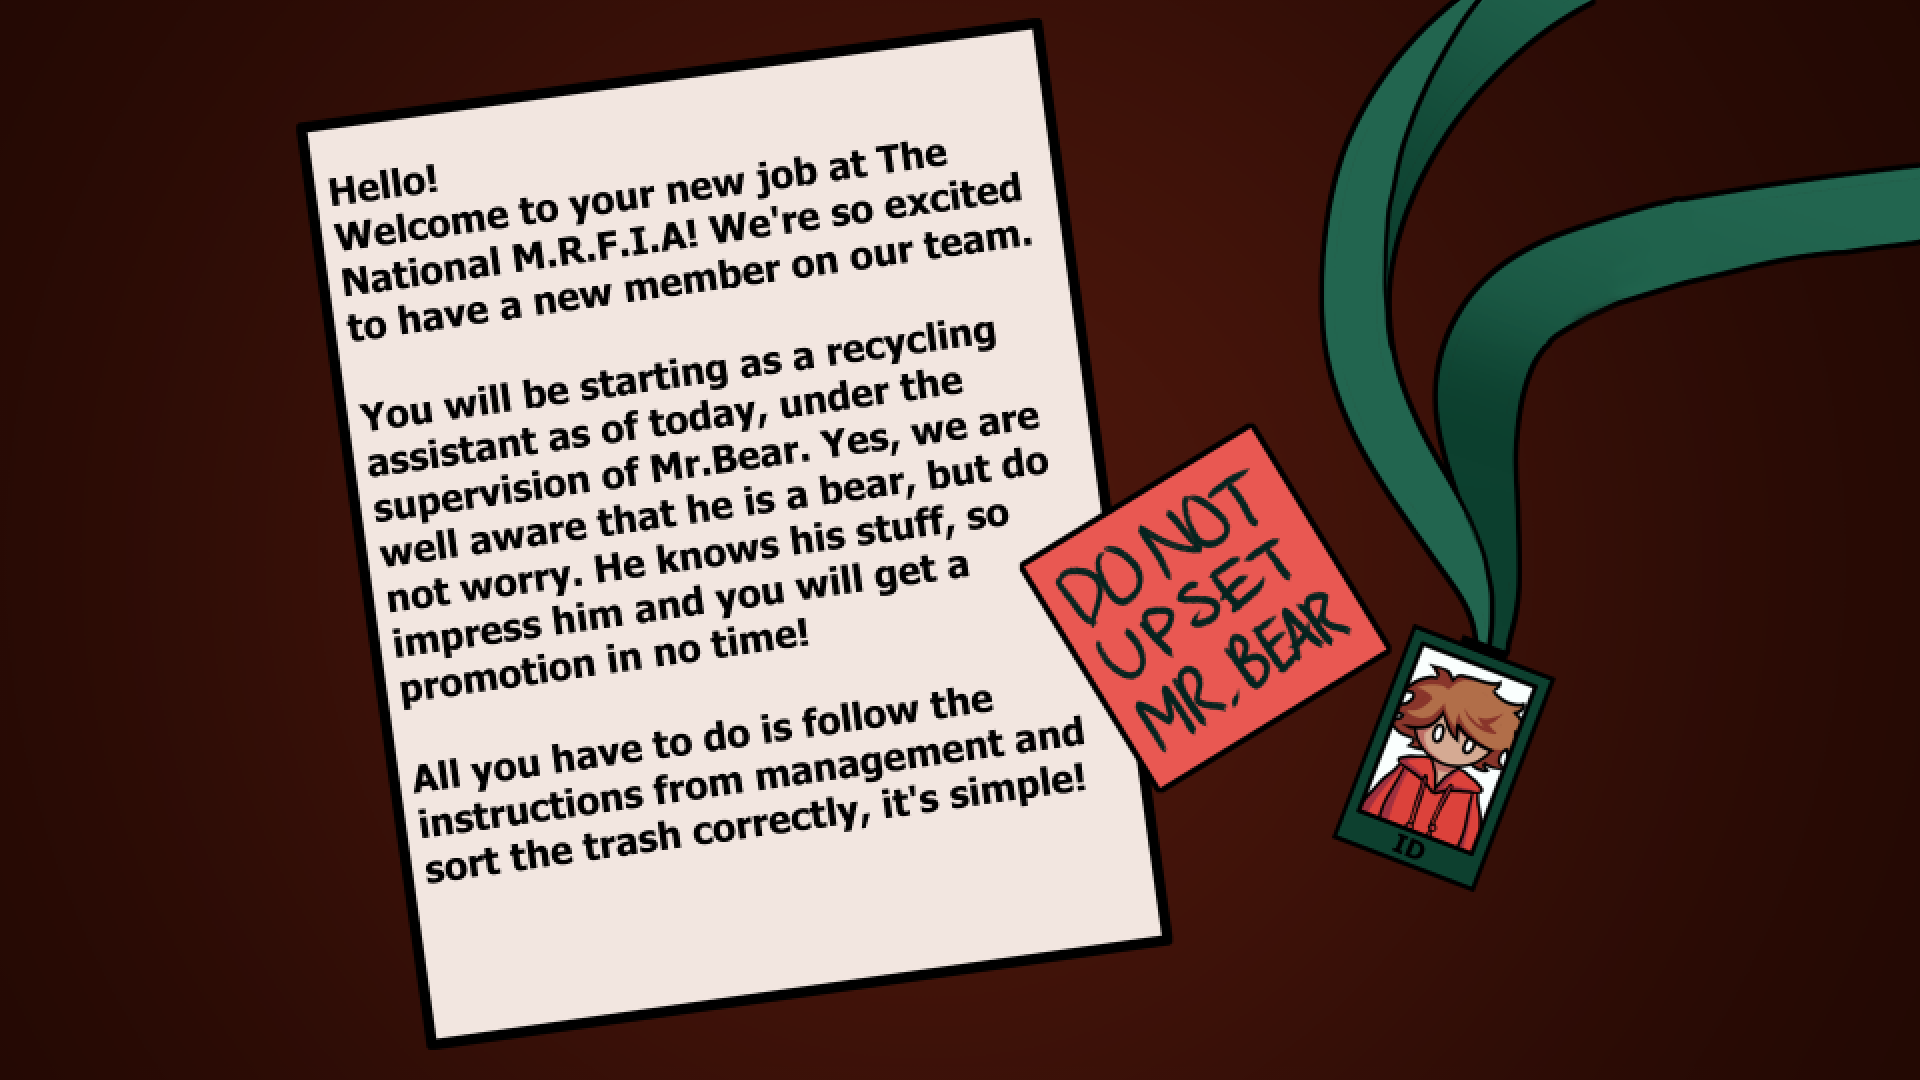 Hello!
Welcome to your new job at The
National M.R.F.I.A! We're so excited
to have a new member on our team.
You will be starting as a recycling
assistant as of today, under the
supervision of Mr.Bear. Yes, we are
well aware that he is a bear, but do
not worry. He knows his stuff, so
impress him and you will get a
promotion in no time!
All you have to do is follow the
instructions from management and
sort the trash correctly, it's simple!
DO NOT
UPSET
MR. BEAR
ID